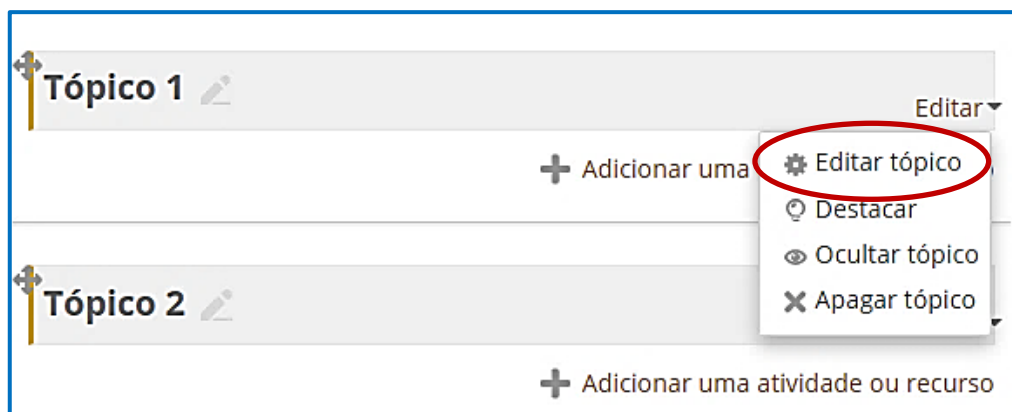 Tópico 1
Editar
Adicionar uma
Editar tópico
Destacar
Ocultar tópico
Apagar tópico
Tópico 2
Adicionar uma atividade ou recurso